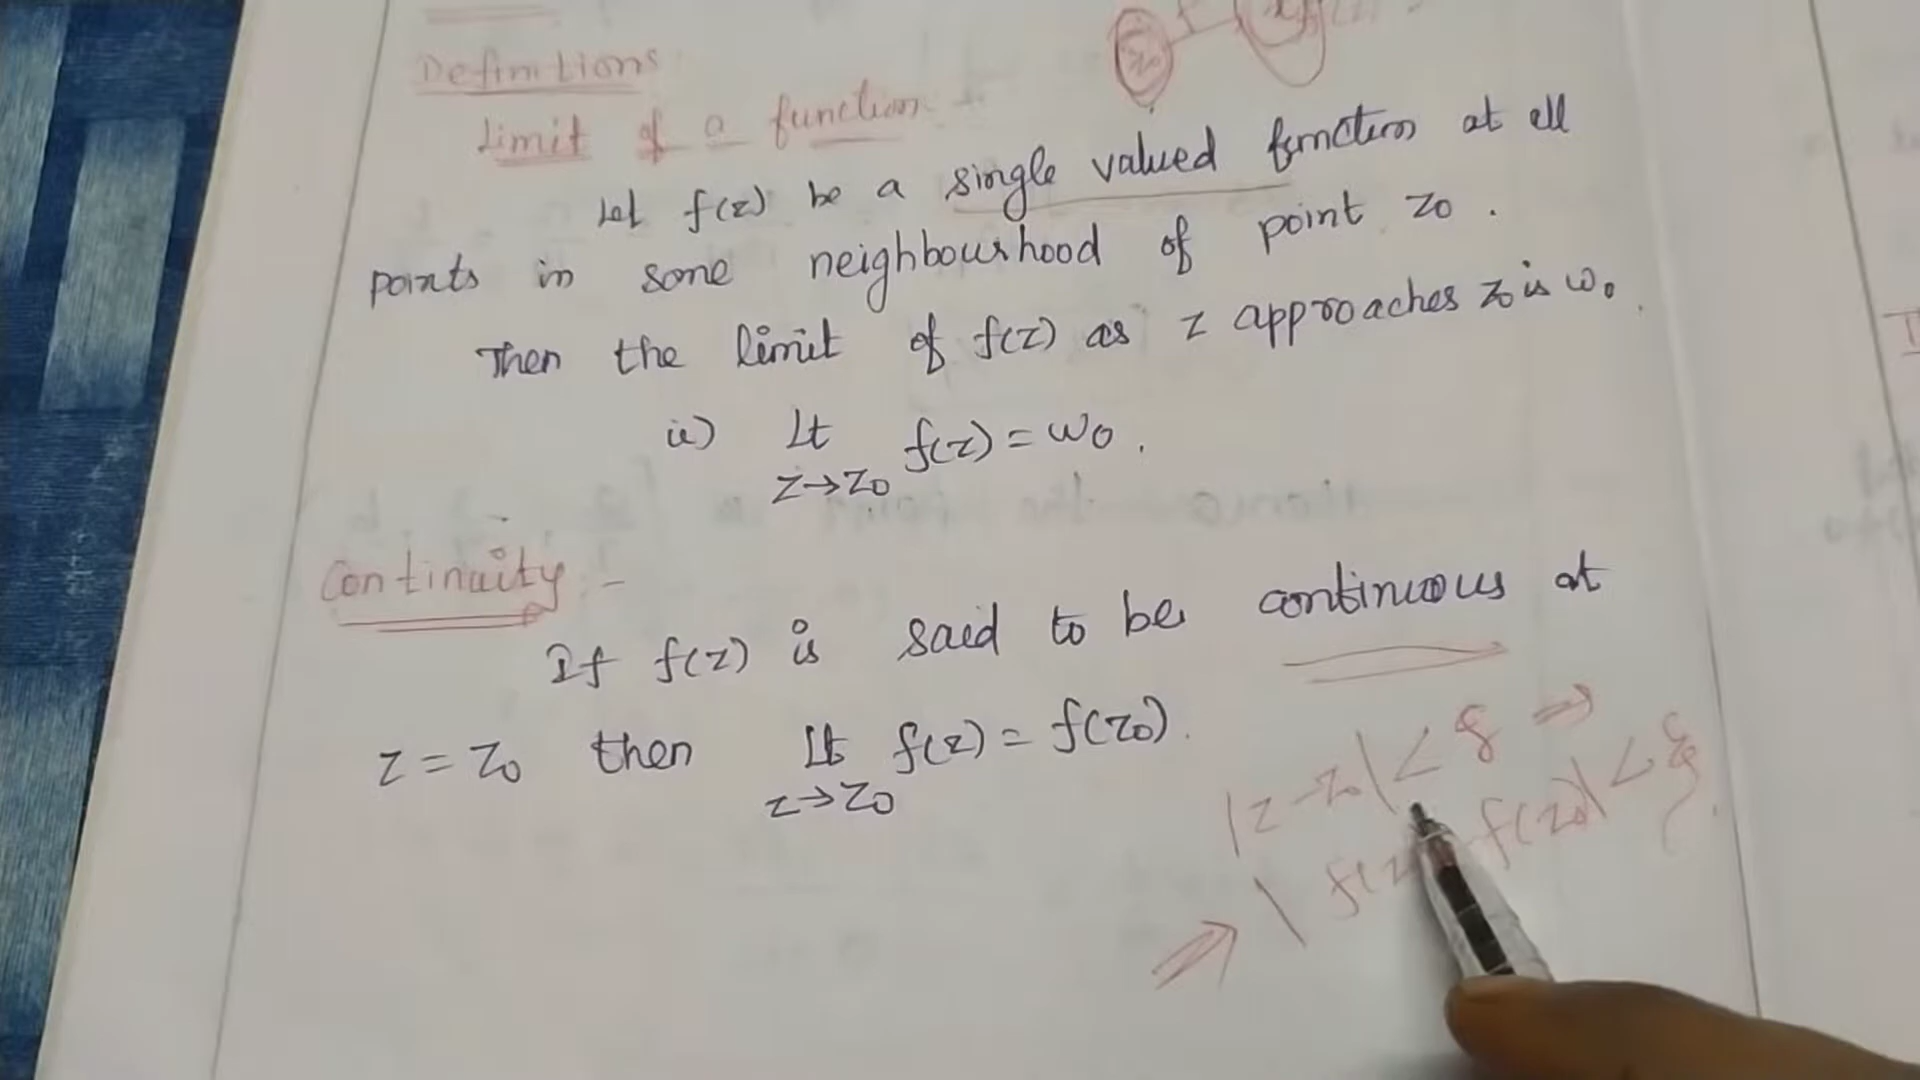 Definitions
Limit of a function
Let f(z) be a single valued function at all
points in some neighbourhood of point z0 .
Then the limit of f(z) as z approaches z0 is w0 .
ie) Lt f(z) = w0 .
z→z0
Continuity :-
If f(z) is said to be continuous at
z = z0 then Lt f(z) = f(z0) .
z→z0
|z-z0| < δ ⇒
⇒ | f(z) - f(z0)| <